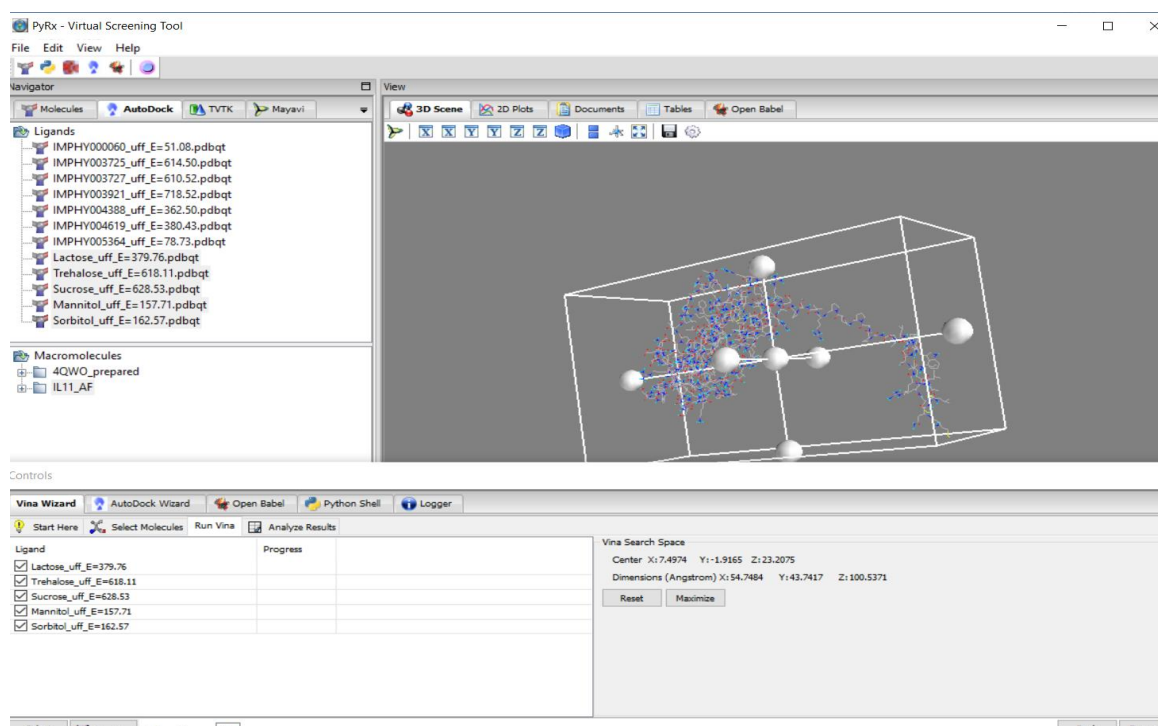 PyRx - Virtual Screening Tool
File Edit View Help
Navigator
View
Molecules AutoDock TVTK Mayavi
3D Scene 2D Plots Documents Tables Open Babel
X X Y Y Z Z
Ligands
IMPHY000060_uff_E=51.08.pdbqt
IMPHY003725_uff_E=614.50.pdbqt
IMPHY003727_uff_E=610.52.pdbqt
IMPHY003921_uff_E=718.52.pdbqt
IMPHY004388_uff_E=362.50.pdbqt
IMPHY004619_uff_E=380.43.pdbqt
IMPHY005364_uff_E=78.73.pdbqt
Lactose_uff_E=379.76.pdbqt
Trehalose_uff_E=618.11.pdbqt
Sucrose_uff_E=628.53.pdbqt
Mannitol_uff_E=157.71.pdbqt
Sorbitol_uff_E=162.57.pdbqt
Macromolecules
4QWO_prepared
IL11_AF
Controls
Vina Wizard AutoDock Wizard Open Babel Python Shell Logger
Start Here Select Molecules Run Vina Analyze Results
Ligand Progress
Lactose_uff_E=379.76
Trehalose_uff_E=618.11
Sucrose_uff_E=628.53
Mannitol_uff_E=157.71
Sorbitol_uff_E=162.57
Vina Search Space
Center X:7.4974 Y:-1.9165 Z:23.2075
Dimensions (Angstrom) X:54.7484 Y:43.7417 Z:100.5371
Reset Maximize